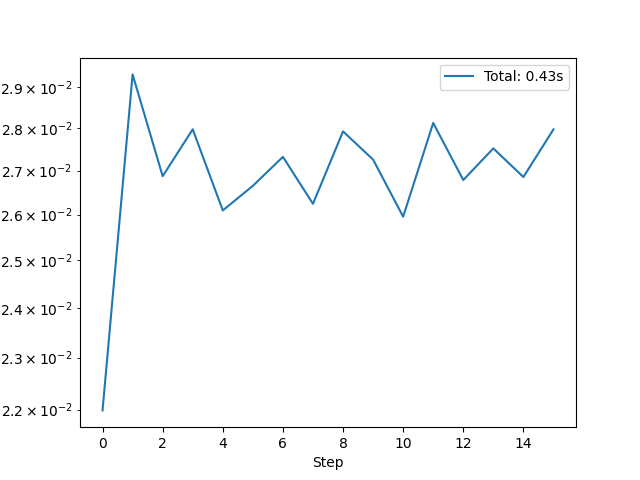 Total: 0.43s
2.9 × 10⁻²
2.8 × 10⁻²
2.7 × 10⁻²
2.6 × 10⁻²
2.5 × 10⁻²
2.4 × 10⁻²
2.3 × 10⁻²
2.2 × 10⁻²
0 2 4 6 8 10 12 14
Step